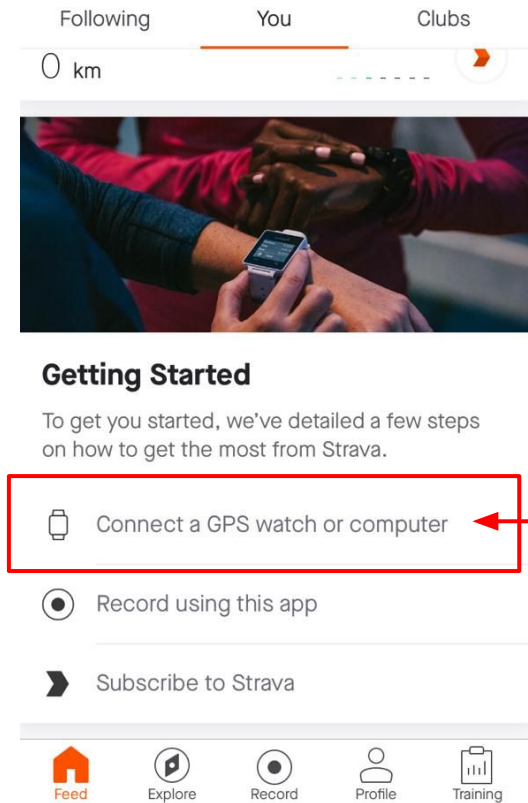 Following You Clubs
0 km
Getting Started
To get you started, we've detailed a few steps
on how to get the most from Strava.
Connect a GPS watch or computer
Record using this app
Subscribe to Strava
Feed Explore Record Profile Training